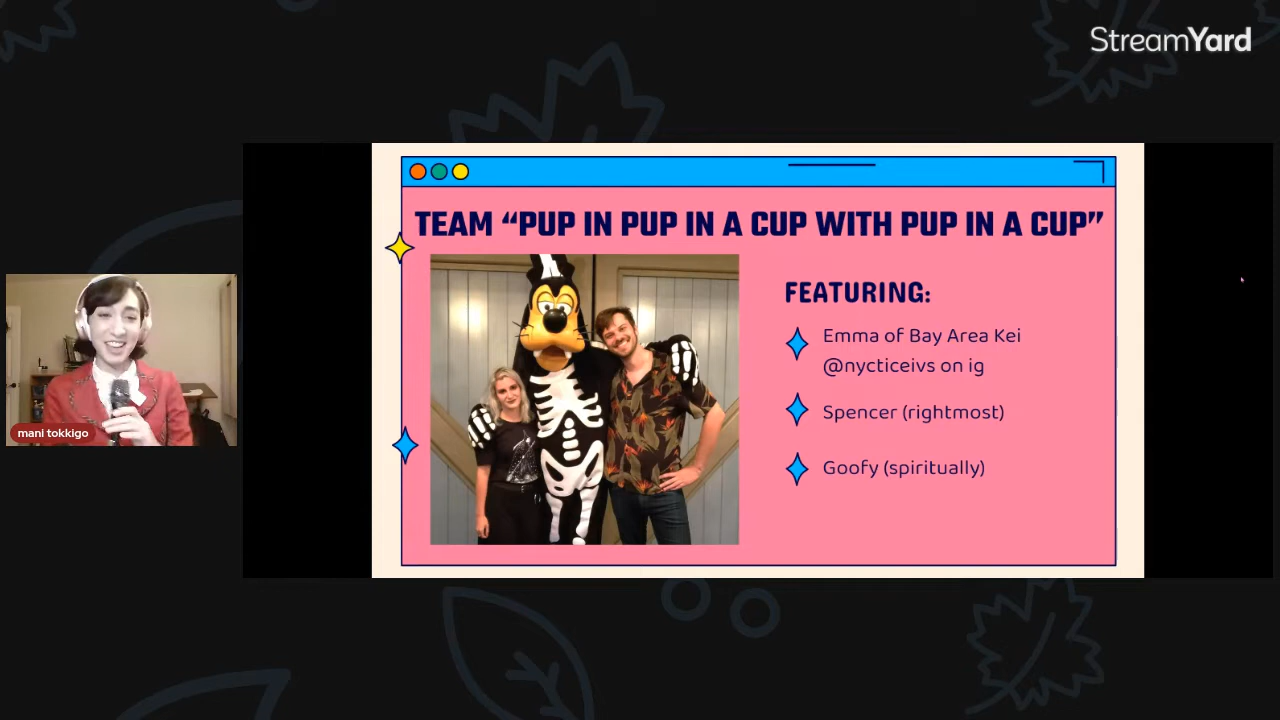 StreamYard
TEAM “PUP IN PUP IN A CUP WITH PUP IN A CUP”
FEATURING:
Emma of Bay Area Kei
@nycticeivs on ig
Spencer (rightmost)
Goofy (spiritually)
mani tokkigo